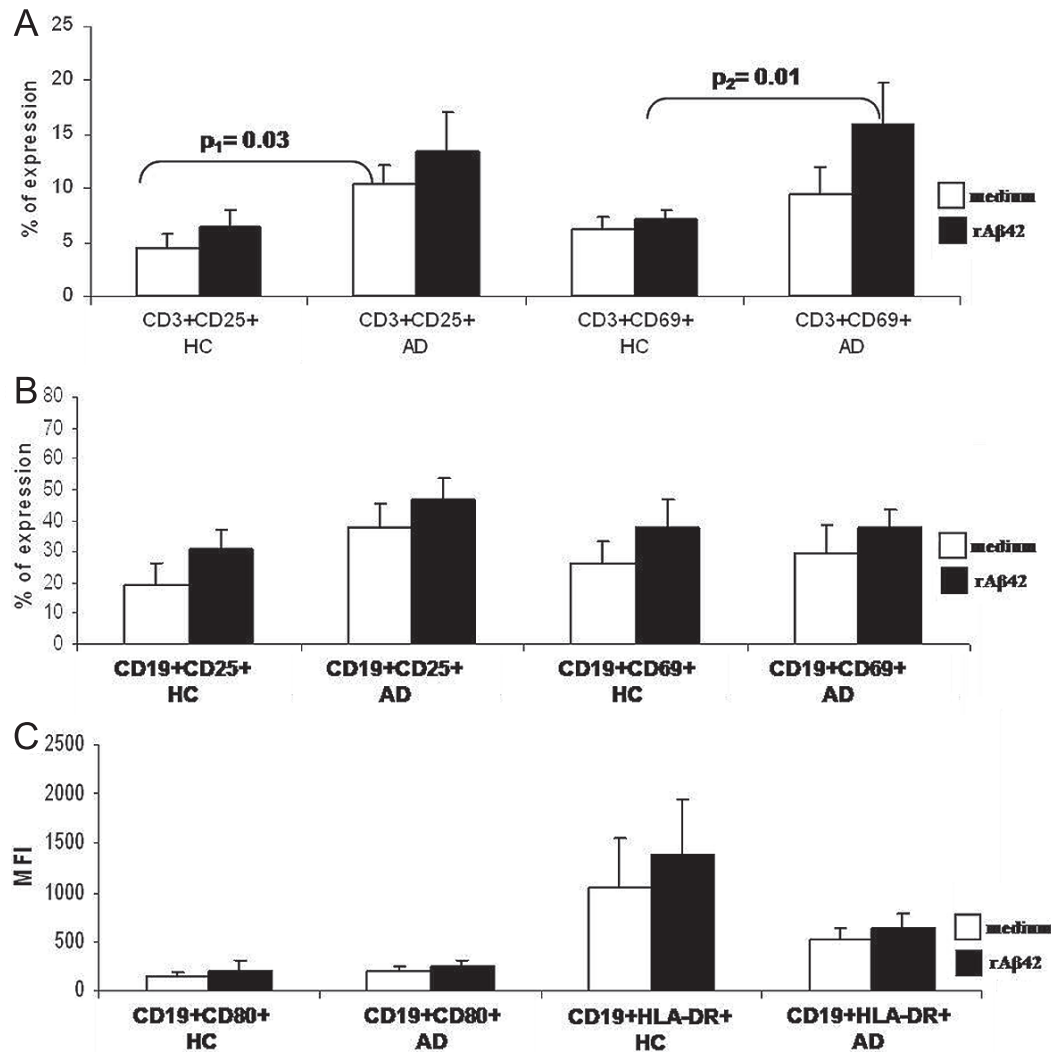 A
25
20
15
10
5
0
% of expression
p₁= 0.03
p₂= 0.01
medium
rAβ42
CD3+CD25+ CD3+CD25+ CD3+CD69+ CD3+CD69+
HC AD HC AD
B
80
70
60
50
40
30
20
10
0
% of expression
medium
rAβ42
CD19+CD25+ CD19+CD25+ CD19+CD69+ CD19+CD69+
HC AD HC AD
C
2500
2000
1500
1000
500
0
MFI
medium
rAβ42
CD19+CD80+ CD19+CD80+ CD19+HLA-DR+ CD19+HLA-DR+
HC AD HC AD